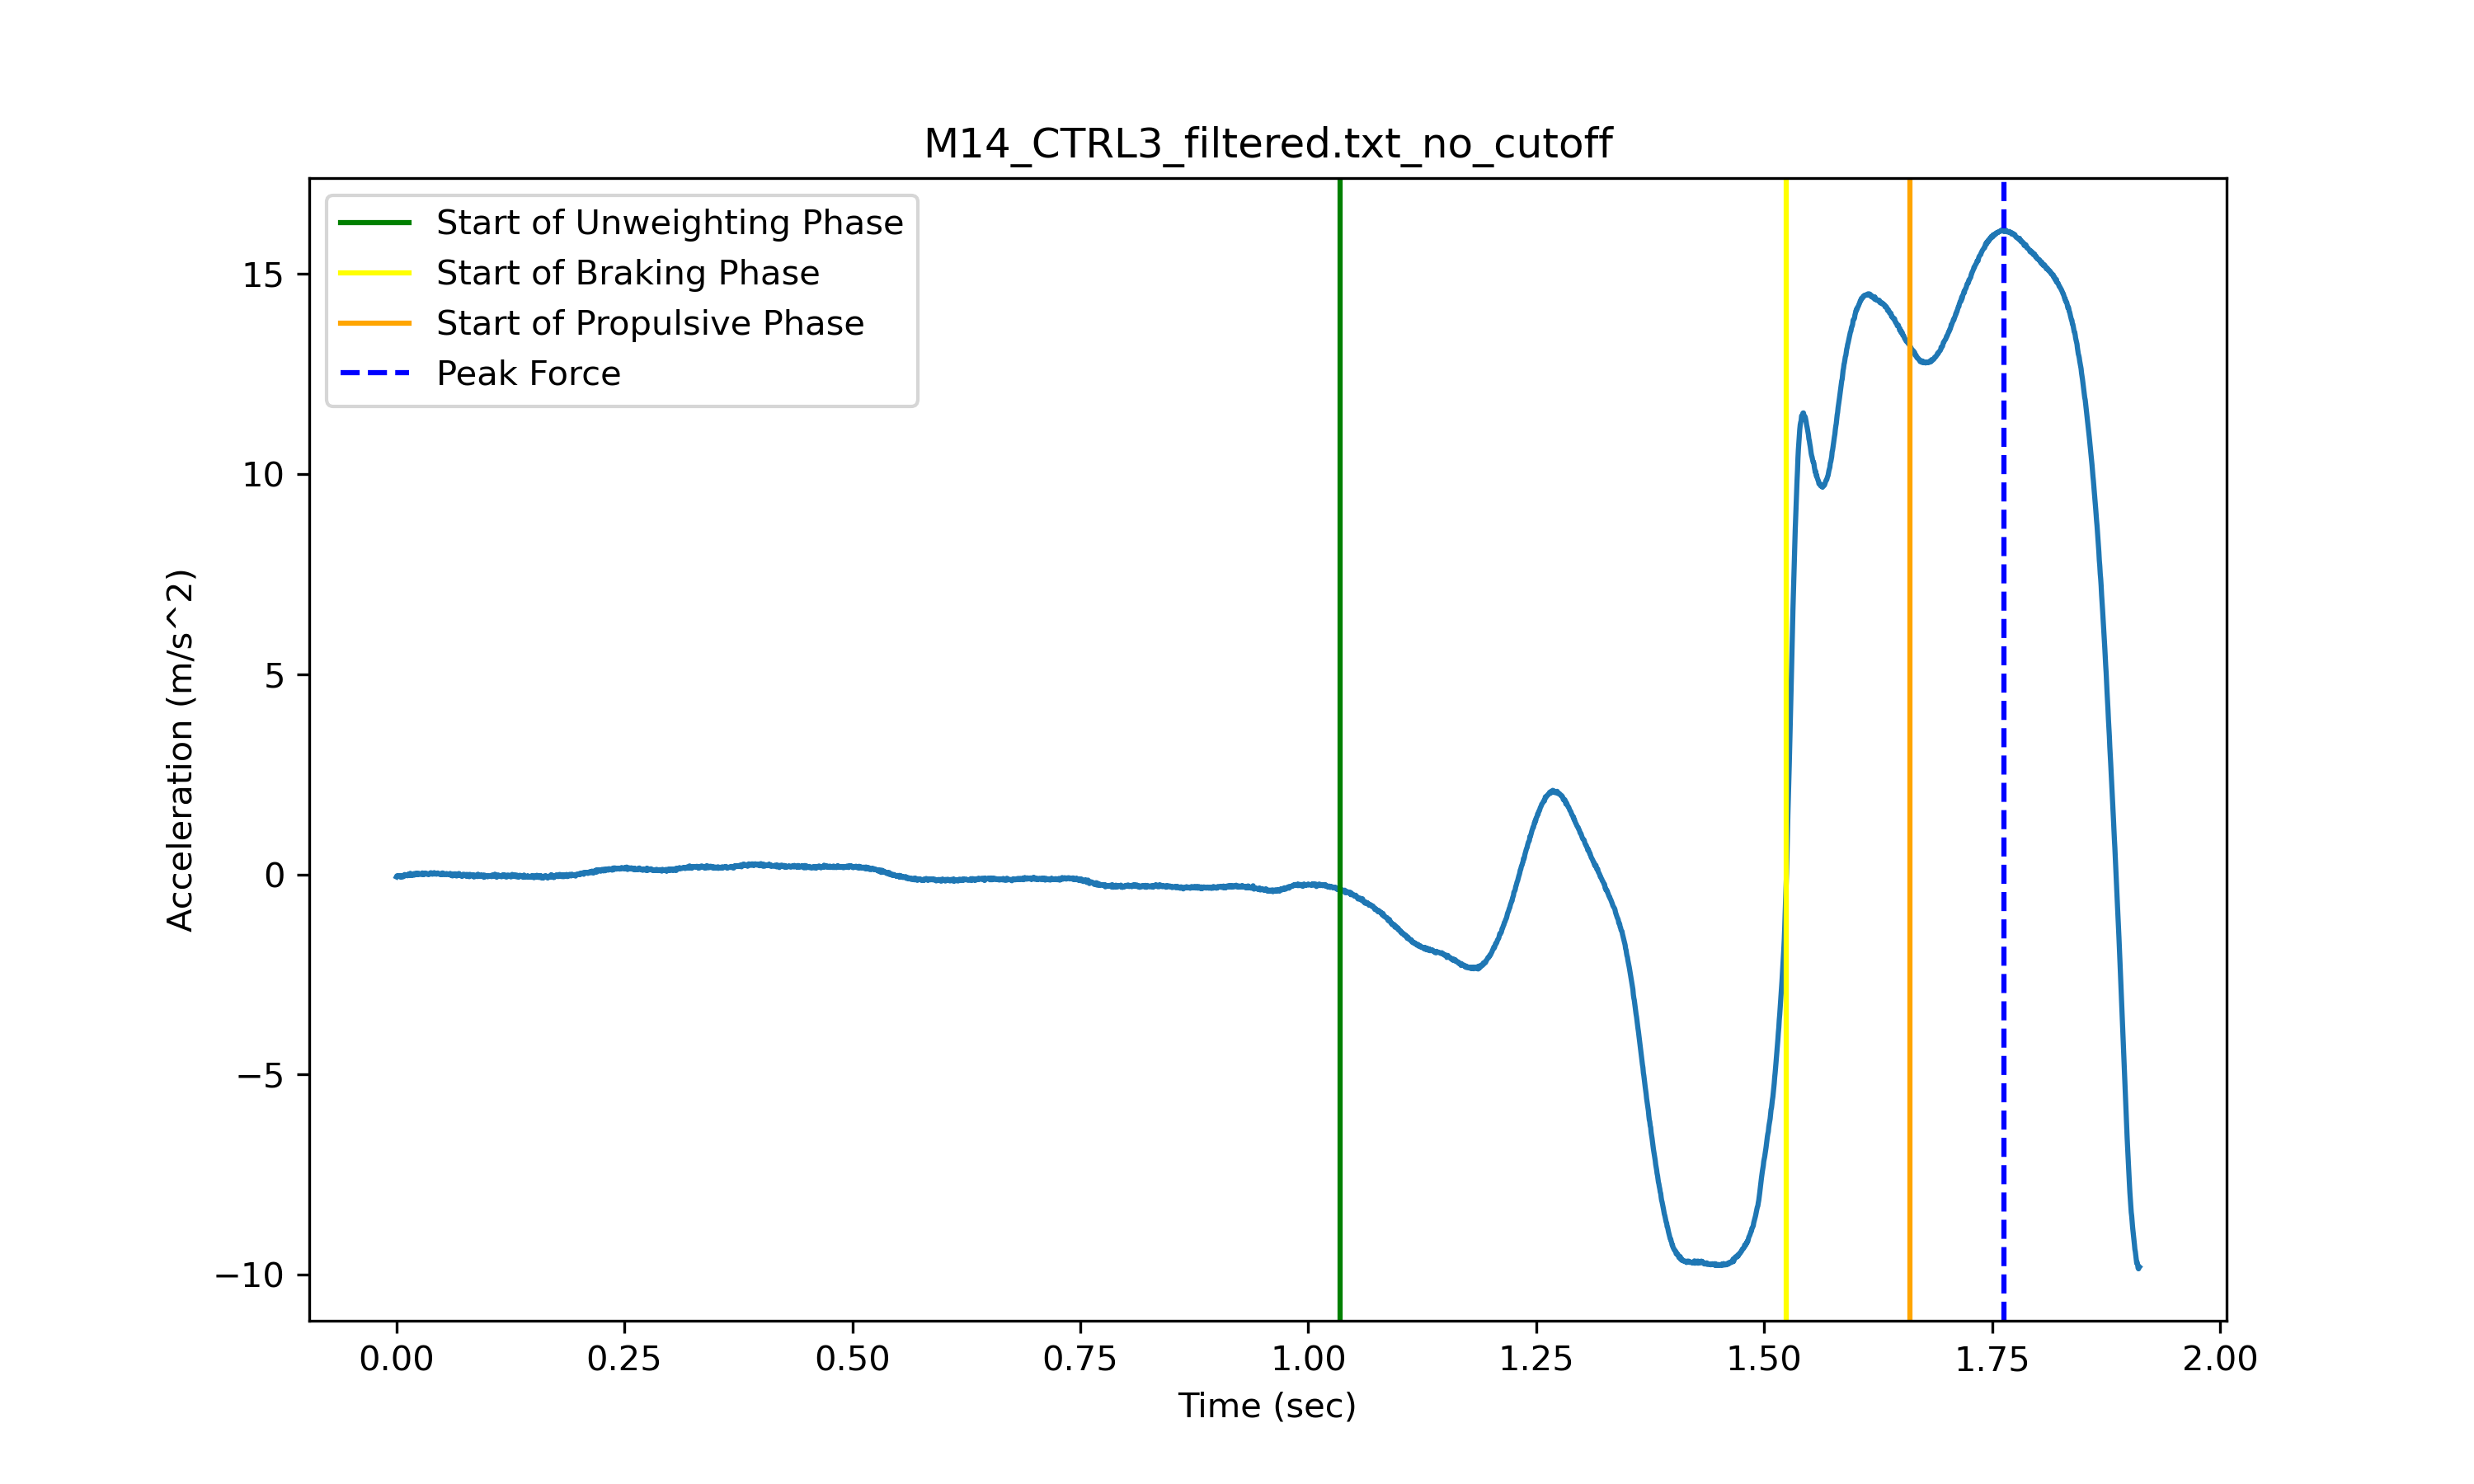 M14_CTRL3_filtered.txt_no_cutoff
Start of Unweighting Phase
Start of Braking Phase
Start of Propulsive Phase
Peak Force
Acceleration (m/s^2)
15
10
5
0
−5
−10
0.00 0.25 0.50 0.75 1.00 1.25 1.50 1.75 2.00
Time (sec)